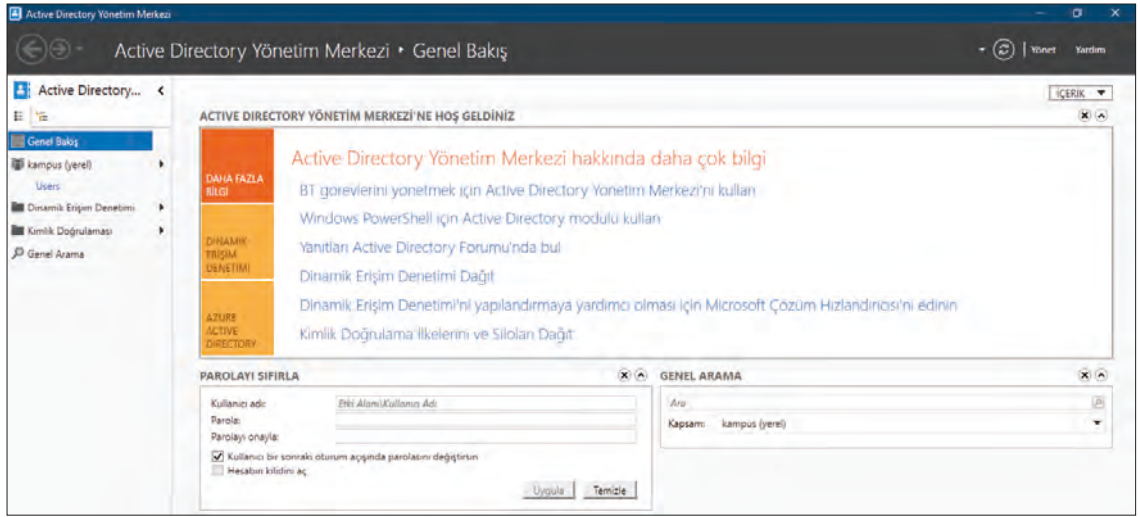 Active Directory Yönetim Merkezi
Active Directory Yönetim Merkezi • Genel Bakış
Yönet Yardım
Active Directory...
Genel Bakış
kampus (yerel)
Users
Dinamik Erişim Denetimi
Kimlik Doğrulaması
Genel Arama
İÇERİK
ACTIVE DIRECTORY YÖNETİM MERKEZİ'NE HOŞ GELDİNİZ
DAHA FAZLA
BİLGİ
DİNAMİK
ERİŞİM
DENETİMİ
AZURE
ACTIVE
DIRECTORY
Active Directory Yönetim Merkezi hakkında daha çok bilgi
BT görevlerini yönetmek için Active Directory Yönetim Merkezi'ni kullan
Windows PowerShell için Active Directory modülü kullan
Yanıtları Active Directory Forumu'nda bul
Dinamik Erişim Denetimi Dağıt
Dinamik Erişim Denetimi'ni yapılandırmaya yardımcı olması için Microsoft Çözüm Hızlandırıcısı'nı edinin
Kimlik Doğrulama İlkelerini ve Siloları Dağıt
PAROLAYI SIFIRLA
Kullanıcı adı:
Etki Alanı\Kullanıcı Adı
Parola:
Parolayı onayla:
Kullanıcı bir sonraki oturum açışında parolasını değiştirsin
Hesabın kilidini aç
Uygula Temizle
GENEL ARAMA
Ara
Kapsam: kampus (yerel)